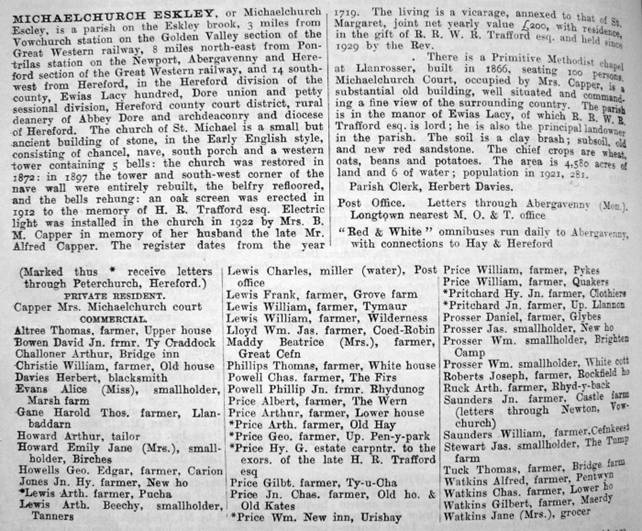 MICHAELCHURCH ESKLEY, or Michaelchurch
Escley, is a parish on the Eskley brook, 3 miles from
Vowchurch station on the Golden Valley section of the
Great Western railway, 8 miles north-east from Pon-
trilas station on the Newport, Abergavenny and Here-
ford section of the Great Western railway, and 14 south-
west from Hereford, in the Hereford division of the
county, Ewias Lacy hundred, Dore union and petty
sessional division, Hereford county court district, rural
deanery of Abbey Dore and archdeaconry and diocese
of Hereford. The church of St. Michael is a small but
ancient building of stone, in the Early English style,
consisting of chancel, nave, south porch and a western
tower containing 5 bells: the church was restored in
1872: in 1897 the tower and south-west corner of the
nave wall were entirely rebuilt, the belfry refloored,
and the bells rehung: an oak screen was erected in
1912 to the memory of H. R. Trafford esq. Electric
light was installed in the church in 1922 by Mrs. B.
M. Capper in memory of her husband the late Mr.
Alfred Capper. The register dates from the year
1719. The living is a vicarage, annexed to that of St.
Margaret, joint net yearly value £200, with residence,
in the gift of R. R. W. R. Trafford esq. and held since
1929 by the Rev.
. There is a Primitive Methodist chapel
at Llanrosser, built in 1866, seating 100 persons.
Michaelchurch Court, occupied by Mrs. Capper, is a
substantial old building, well situated and command-
ing a fine view of the surrounding country. The parish
is in the manor of Ewias Lacy, of which R. R. W. R.
Trafford esq. is lord; he is also the principal landowner
in the parish. The soil is a clay brash; subsoil, old
and new red sandstone. The chief crops are wheat,
oats, beans and potatoes. The area is 4,580 acres of
land and 6 of water; population in 1921, 281.
Parish Clerk, Herbert Davies.
Post Office. Letters through Abergavenny (Mon.).
Longtown nearest M. O. & T. office
"Red & White" omnibuses run daily to Abergavenny,
with connections to Hay & Hereford
(Marked thus * receive letters
through Peterchurch, Hereford.)
PRIVATE RESIDENT.
Capper Mrs. Michaelchurch court
COMMERCIAL.
Altree Thomas, farmer, Upper house
Bowen David Jn. frmr. Ty Craddock
Challoner Arthur, Bridge inn
Christie William, farmer, Old house
Davies Herbert, blacksmith
Evans Alice (Miss), smallholder,
Marsh farm
Gane Harold Thos. farmer, Llan-
baddarn
Howard Arthur, tailor
Howard Emily Jane (Mrs.), small-
holder, Birches
Howells Geo. Edgar, farmer, Carion
Jones Jn. Hy. farmer, New ho
*Lewis Arth. farmer, Pucha
Lewis Arth. Beechy, smallholder,
Tanners
Lewis Charles, miller (water), Post
office
Lewis Frank, farmer, Grove farm
Lewis William, farmer, Tymaur
Lewis William, farmer, Wilderness
Lloyd Wm. Jas. farmer, Coed-Robin
Maddy Beatrice (Mrs.), farmer,
Great Cefn
Phillips Thomas, farmer, White house
Powell Chas. farmer, The Firs
Powell Phillip Jn. frmr. Rhydunog
Price Albert, farmer, The Wern
Price Arthur, farmer, Lower house
*Price Arth. farmer, Old Hay
*Price Geo. farmer, Up. Pen-y-park
*Price Hy. G. estate carpntr. to the
exors. of the late H. R. Trafford
esq
Price Gilbt. farmer, Ty-u-Cha
Price Jn. Chas. farmer, Old ho. &
Old Kates
*Price Wm. New inn, Urishay
Price William, farmer, Pykes
Price William, farmer, Quakers
*Pritchard Hy. Jn. farmer, Clothiers
*Pritchard Jn. farmer, Up. Llannon
Prosser Daniel, farmer, Glybes
Prosser Jas. smallholder, New ho
Prosser Wm. smallholder, Brighten
Camp
Prosser Wm. smallholder, White cott
Roberts Joseph, farmer, Rockfield ho
Ruck Arth. farmer, Rhyd-y-back
Saunders Jn. farmer, Castle farm
(letters through Newton, Vow-
church)
Saunders William, farmer, Cefnkeest
Stewart Jas. smallholder, The Tump
farm
Tuck Thomas, farmer, Bridge farm
Watkins Alfred, farmer, Pentwyn
Watkins Chas. farmer, Lower ho
Watkins Gilbert, farmer, Maerdy
Watkins Jane (Mrs.), grocer